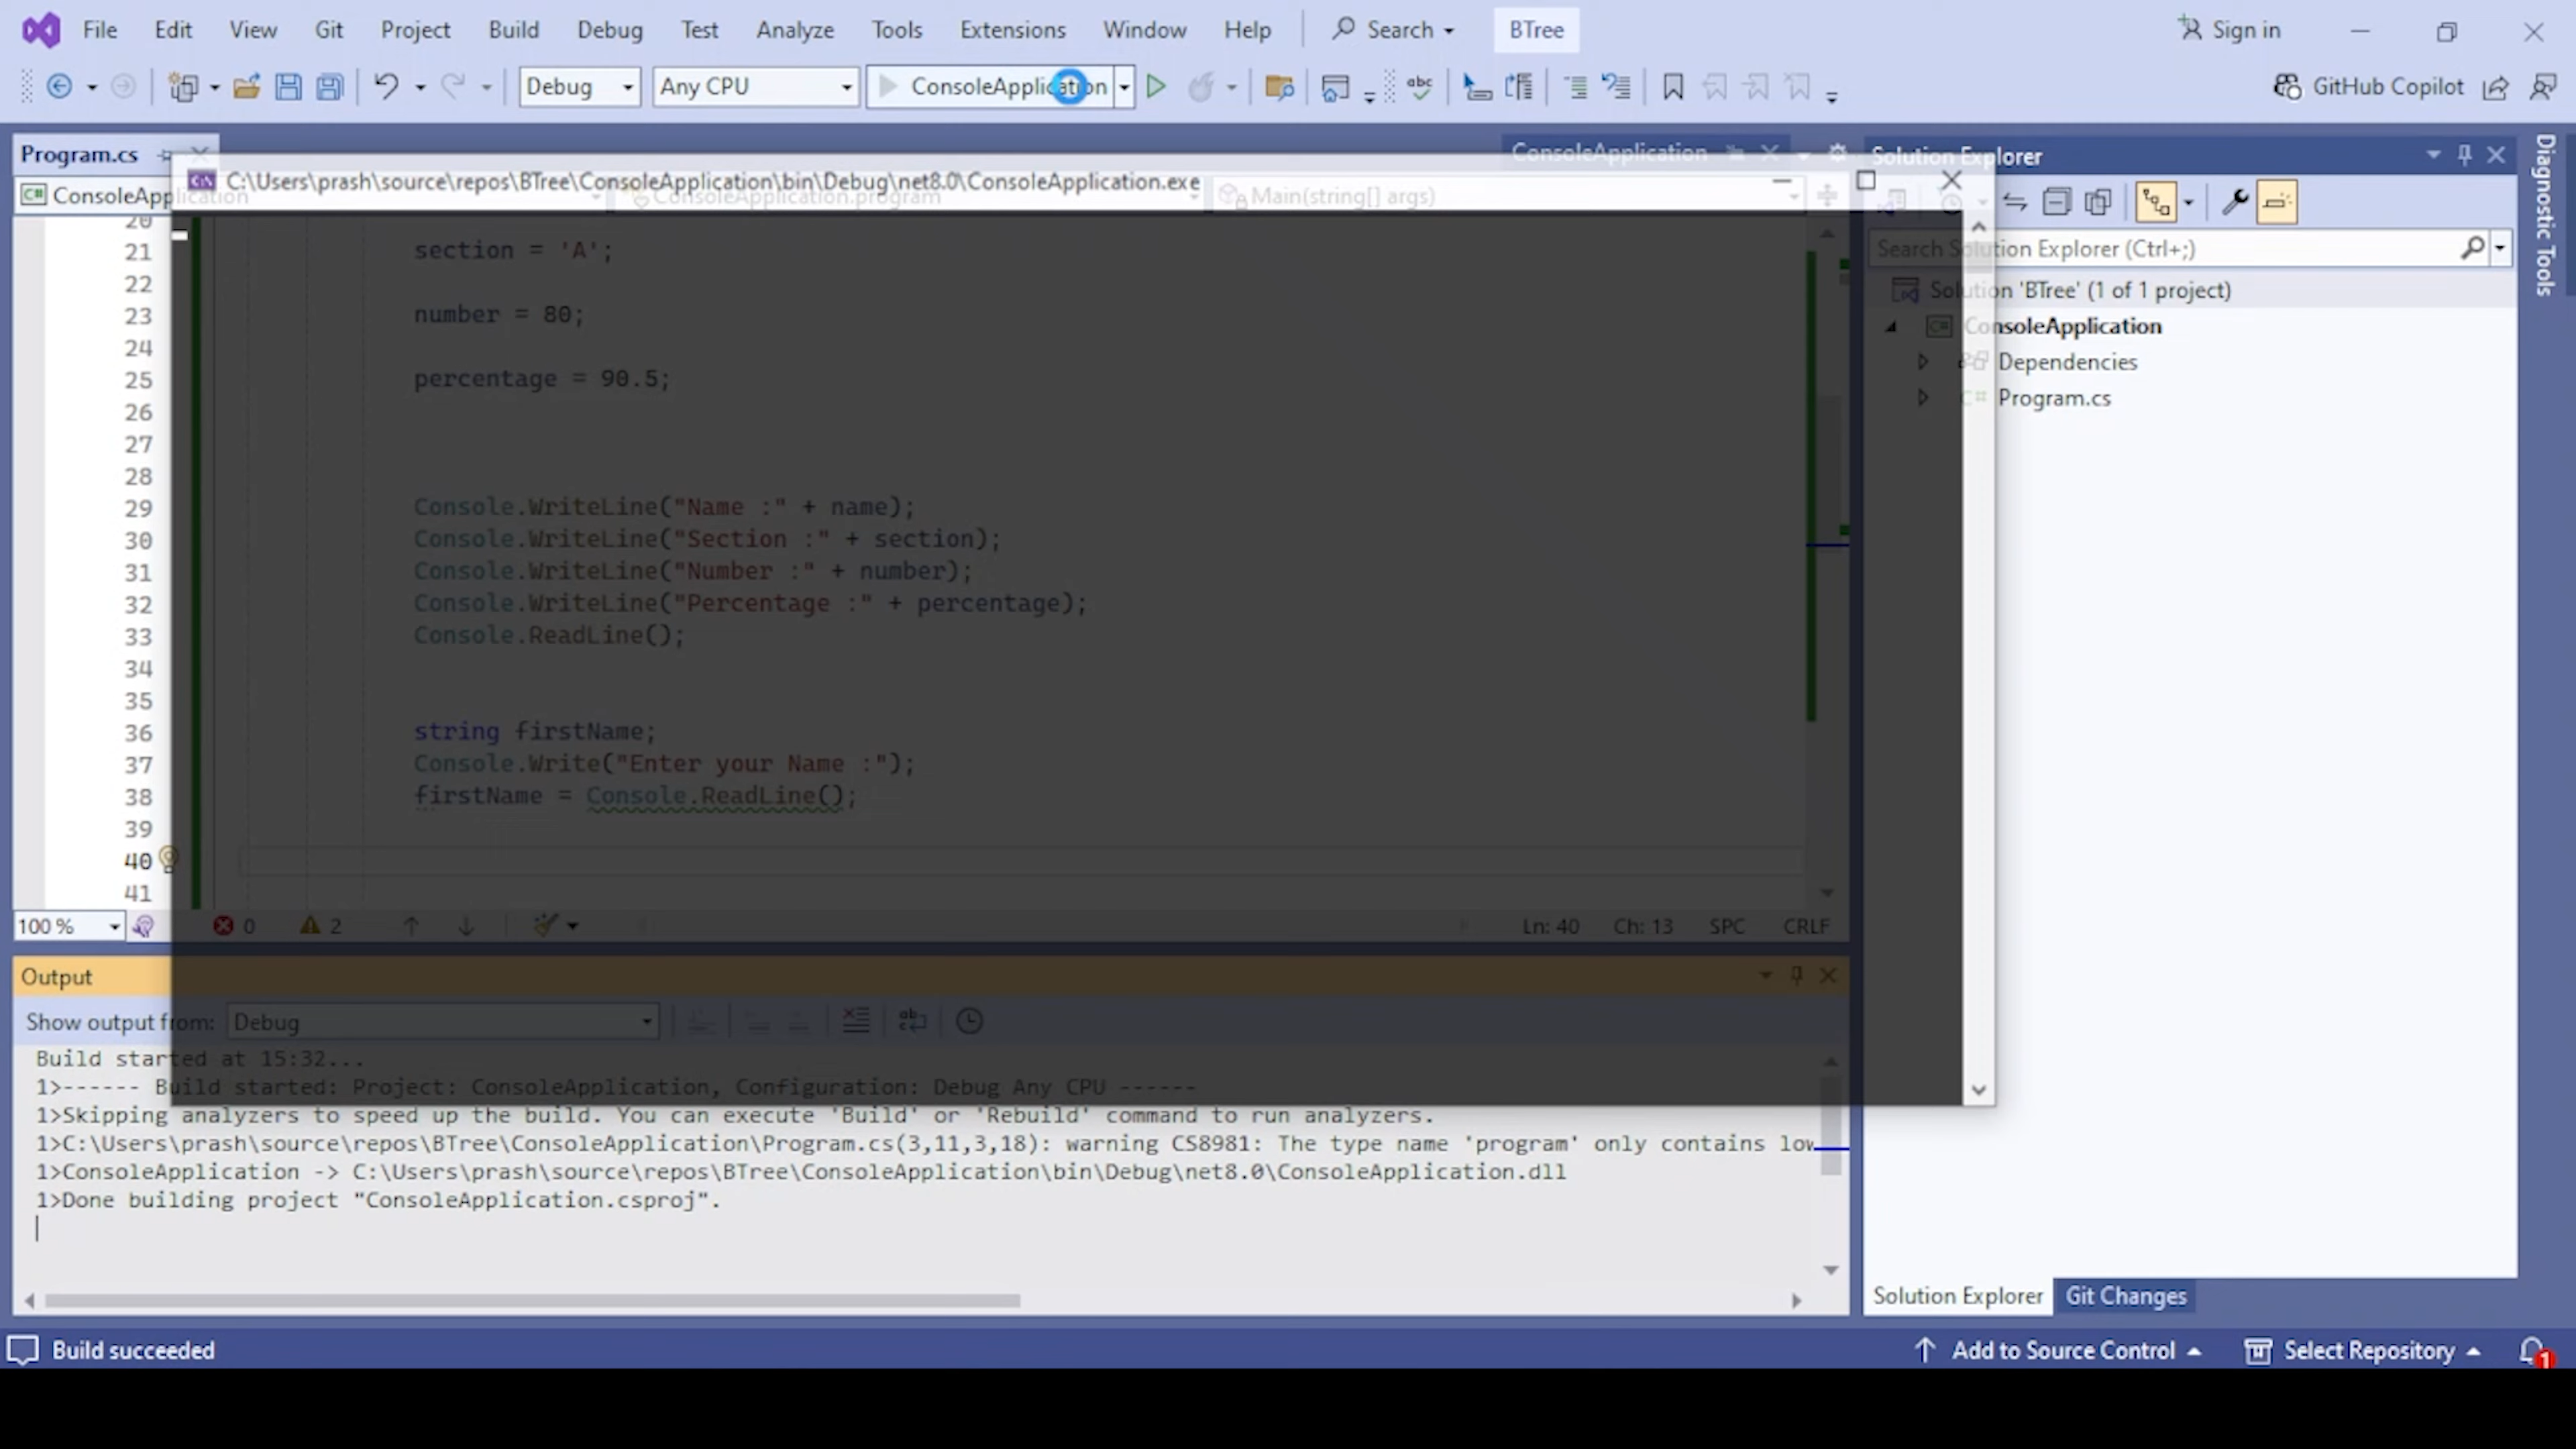 File Edit View Git Project Build Debug Test Analyze Tools Extensions Window Help Search BTree Sign in
Debug Any CPU ConsoleApplication abc GitHub Copilot
Program.cs ConsoleApplication Solution Explorer
C:\Users\prash\source\repos\BTree\ConsoleApplication\bin\Debug\net8.0\ConsoleApplication.exe
ConsoleApplication ConsoleApplication.program Main(string[] args)
Search Solution Explorer (Ctrl+;)
Solution 'BTree' (1 of 1 project)
ConsoleApplication
Dependencies
Program.cs
Diagnostic Tools
20
21 section = 'A';
22
23 number = 80;
24
25 percentage = 90.5;
26
27
28
29 Console.WriteLine("Name :" + name);
30 Console.WriteLine("Section :" + section);
31 Console.WriteLine("Number :" + number);
32 Console.WriteLine("Percentage :" + percentage);
33 Console.ReadLine();
34
35
36 string firstName;
37 Console.Write("Enter your Name :");
38 firstName = Console.ReadLine();
39
40
41
100 % 0 2 Ln: 40 Ch: 13 SPC CRLF
Output
Show output from: Debug
Build started at 15:32...
1>------ Build started: Project: ConsoleApplication, Configuration: Debug Any CPU ------
1>Skipping analyzers to speed up the build. You can execute 'Build' or 'Rebuild' command to run analyzers.
1>C:\Users\prash\source\repos\BTree\ConsoleApplication\Program.cs(3,11,3,18): warning CS8981: The type name 'program' only contains low
1>ConsoleApplication -> C:\Users\prash\source\repos\BTree\ConsoleApplication\bin\Debug\net8.0\ConsoleApplication.dll
1>Done building project "ConsoleApplication.csproj".
Solution Explorer Git Changes
Build succeeded Add to Source Control Select Repository 1